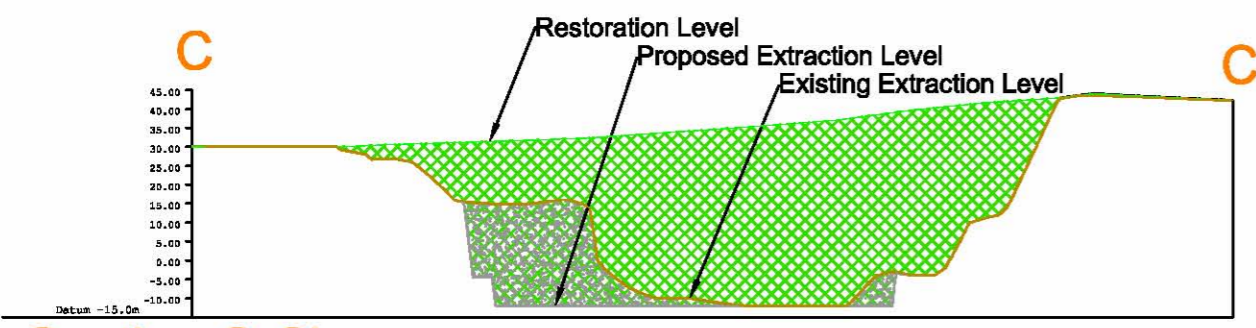 Restoration Level
C
Proposed Extraction Level
C
Existing Extraction Level
45.00
40.00
35.00
30.00
25.00
20.00
15.00
10.00
5.00
0.00
-5.00
-10.00
Datum -15.0m